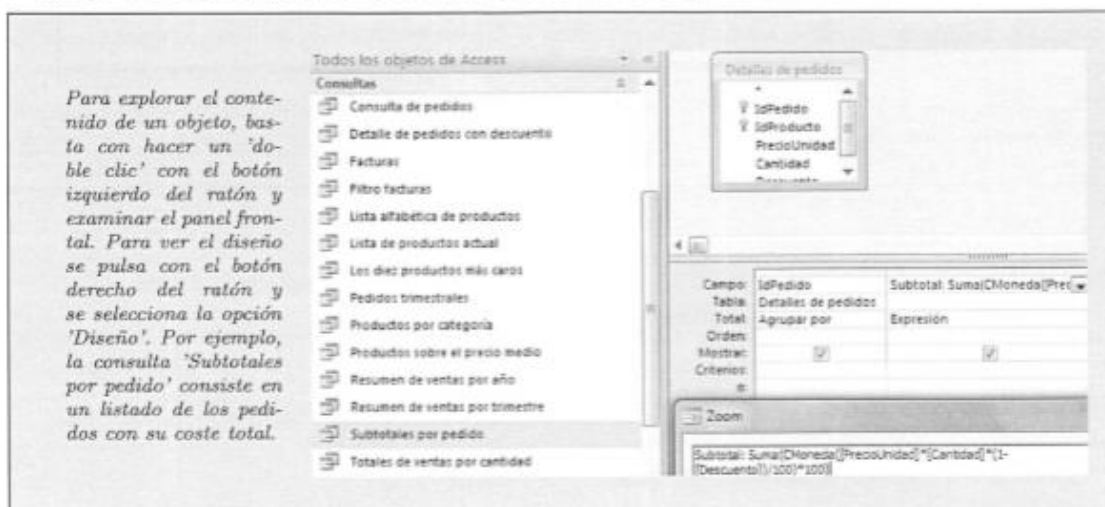 Para explorar el conte-
nido de un objeto, bas-
ta con hacer un 'do-
ble clic' con el botón
izquierdo del ratón y
examinar el panel fron-
tal. Para ver el diseño
se pulsa con el botón
derecho del ratón y
se selecciona la opción
'Diseño'. Por ejemplo,
la consulta 'Subtotales
por pedido' consiste en
un listado de los pedi-
dos con su coste total.
Todos los objetos de Access
Consultas
Consulta de pedidos
Detalle de pedidos con descuento
Facturas
Filtro facturas
Lista alfabética de productos
Lista de productos actual
Los diez productos más caros
Pedidos trimestrales
Productos por categoría
Productos sobre el precio medio
Resumen de ventas por año
Resumen de ventas por trimestre
Subtotales por pedido
Totales de ventas por cantidad
Detalles de pedidos
*
IdPedido
IdProducto
PrecioUnidad
Cantidad
Descuento
Campo: IdPedido Subtotal: Suma(CMoneda([Prec
Tabla: Detalles de pedidos
Total: Agrupar por Expresión
Orden:
Mostrar:
Criterios:
o:
Zoom
Subtotal: Suma(CMoneda([PrecioUnidad]*[Cantidad]*(1-
[Descuento])/100)*100)